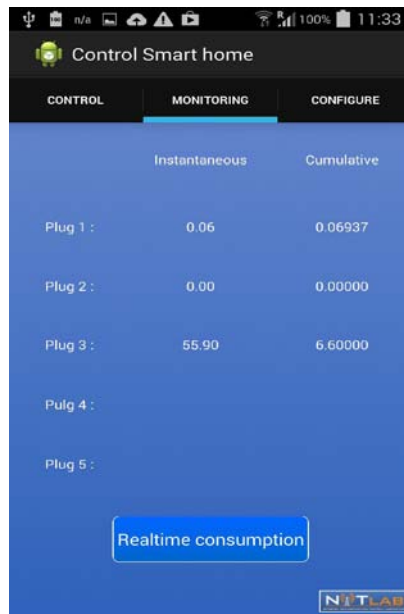 n/a R 100% 11:33
Control Smart home
CONTROL MONITORING CONFIGURE
Instantaneous Cumulative
Plug 1 : 0.06 0.06937
Plug 2 : 0.00 0.00000
Plug 3 : 55.90 6.60000
Pulg 4 :
Plug 5 :
Realtime consumption